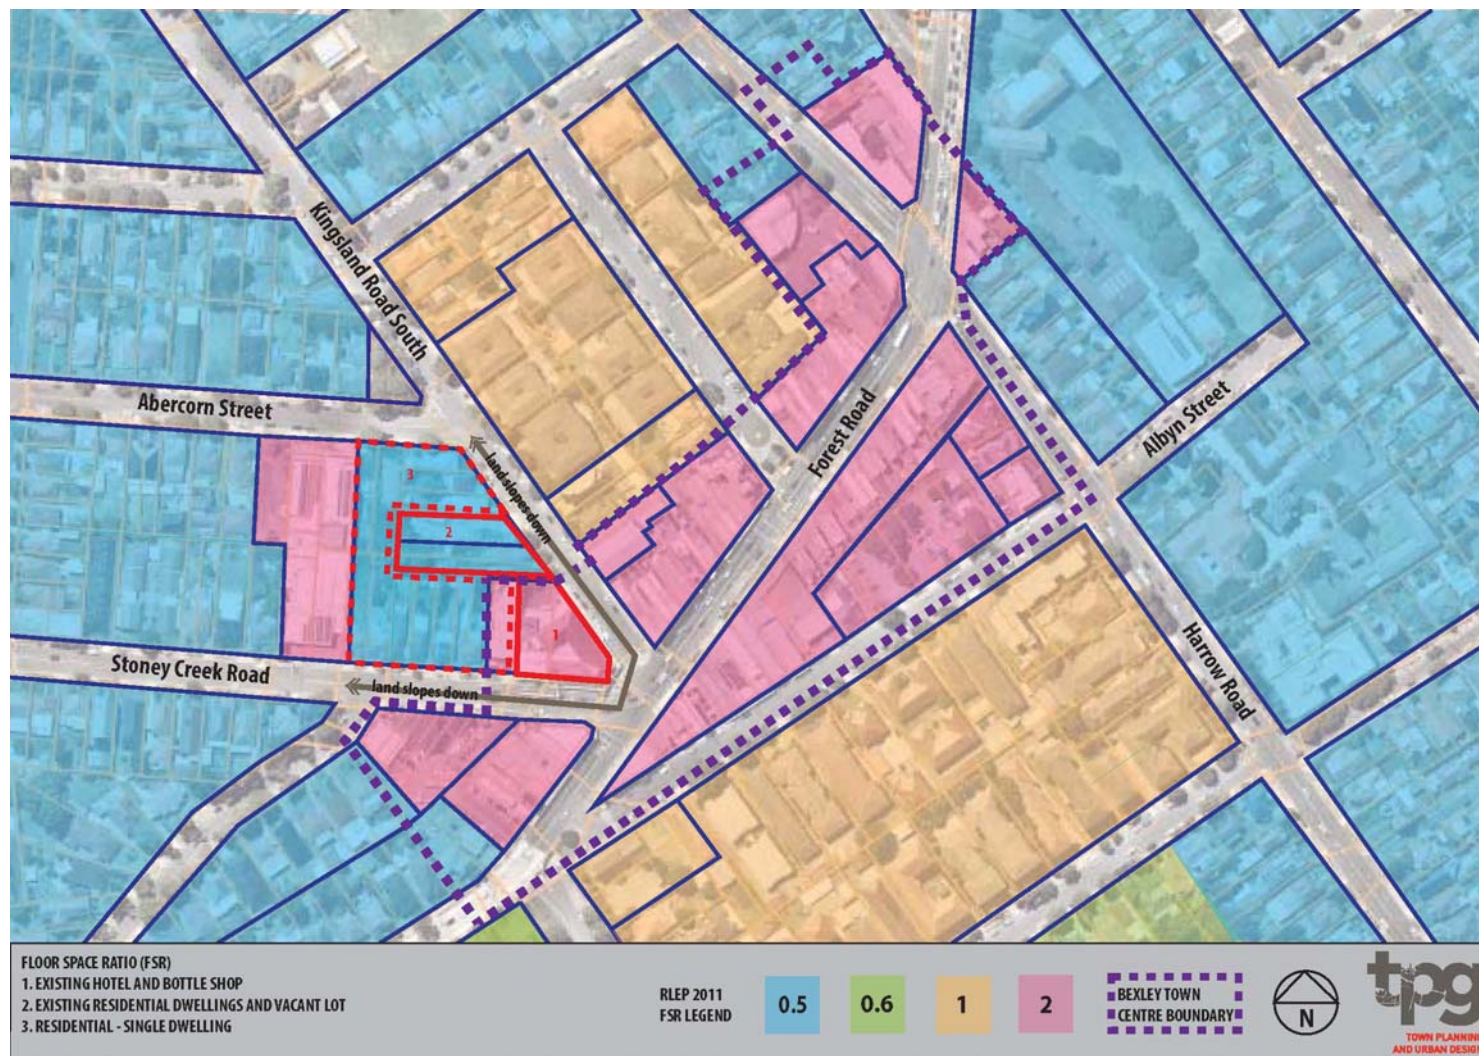 Kingsland Road South
Abercorn Street
land slopes down
3
2
1
Forest Road
Albyn Street
Harrow Road
Stoney Creek Road
land slopes down
FLOOR SPACE RATIO (FSR)
1. EXISTING HOTEL AND BOTTLE SHOP
2. EXISTING RESIDENTIAL DWELLINGS AND VACANT LOT
3. RESIDENTIAL - SINGLE DWELLING
RLEP 2011
FSR LEGEND
0.5
0.6
1
2
BEXLEY TOWN
CENTRE BOUNDARY
N
tpg
TOWN PLANNING
AND URBAN DESIGN